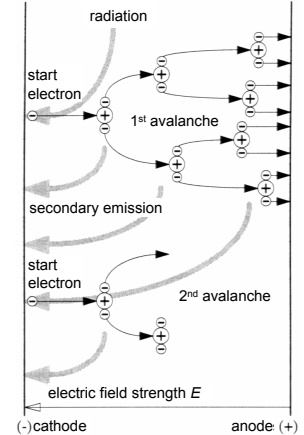 radiation
start
electron
1st avalanche
secondary emission
start
electron
2nd avalanche
electric field strength E
(-) cathode
anode (+)